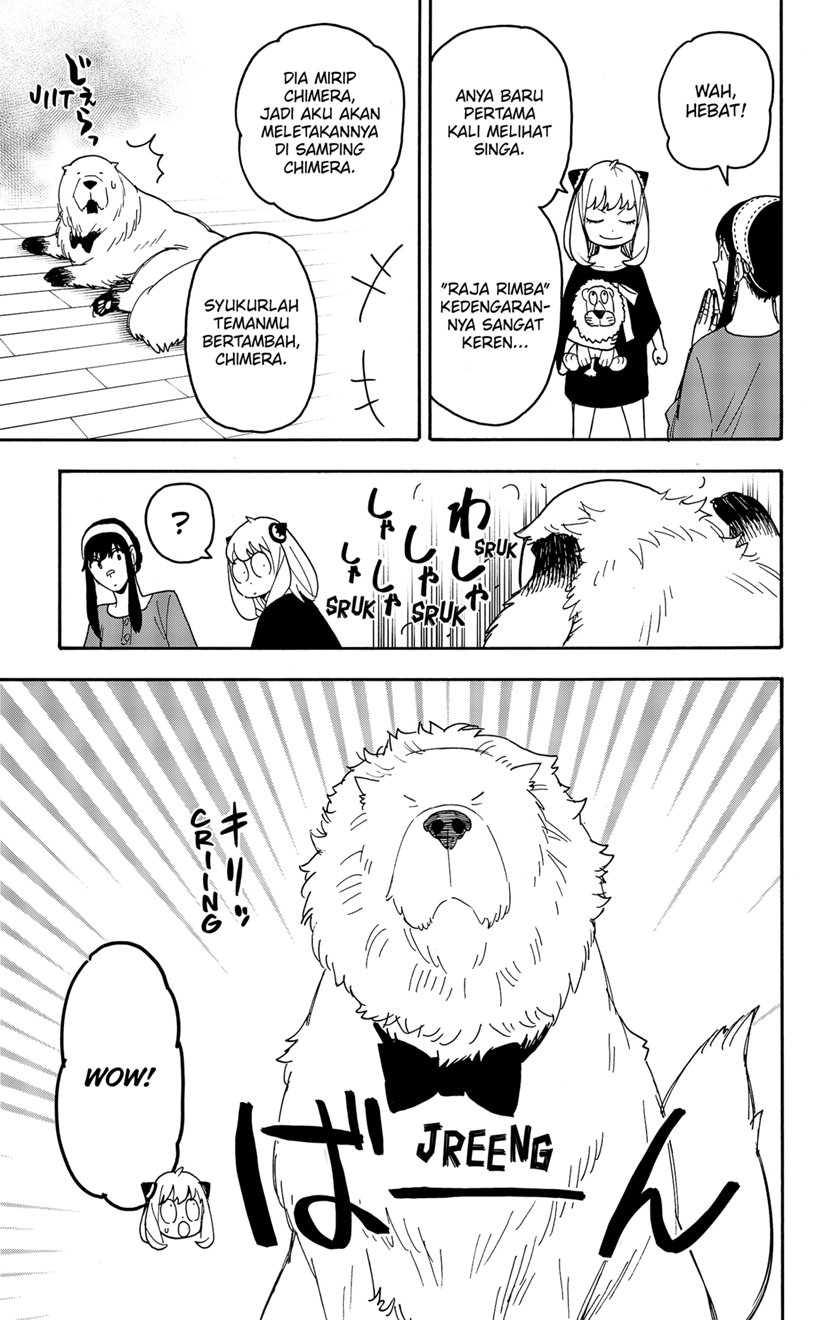 WAH,
HEBAT!
ANYA BARU
PERTAMA
KALI MELIHAT
SINGA.
"RAJA RIMBA"
KEDENGARAN-
NYA SANGAT
KEREN...
DIA MIRIP
CHIMERA,
JADI AKU AKAN
MELETAKANNYA
DI SAMPING
CHIMERA.
SYUKURLAH
TEMANMU
BERTAMBAH,
CHIMERA.
じぇらっ
JIIT
わしゃ
しゃ
しゃ
しゃ
しゃ
SRUK
SRUK
SRUK
?
キリッ
CRIING
WOW!
ばーん
JREENG